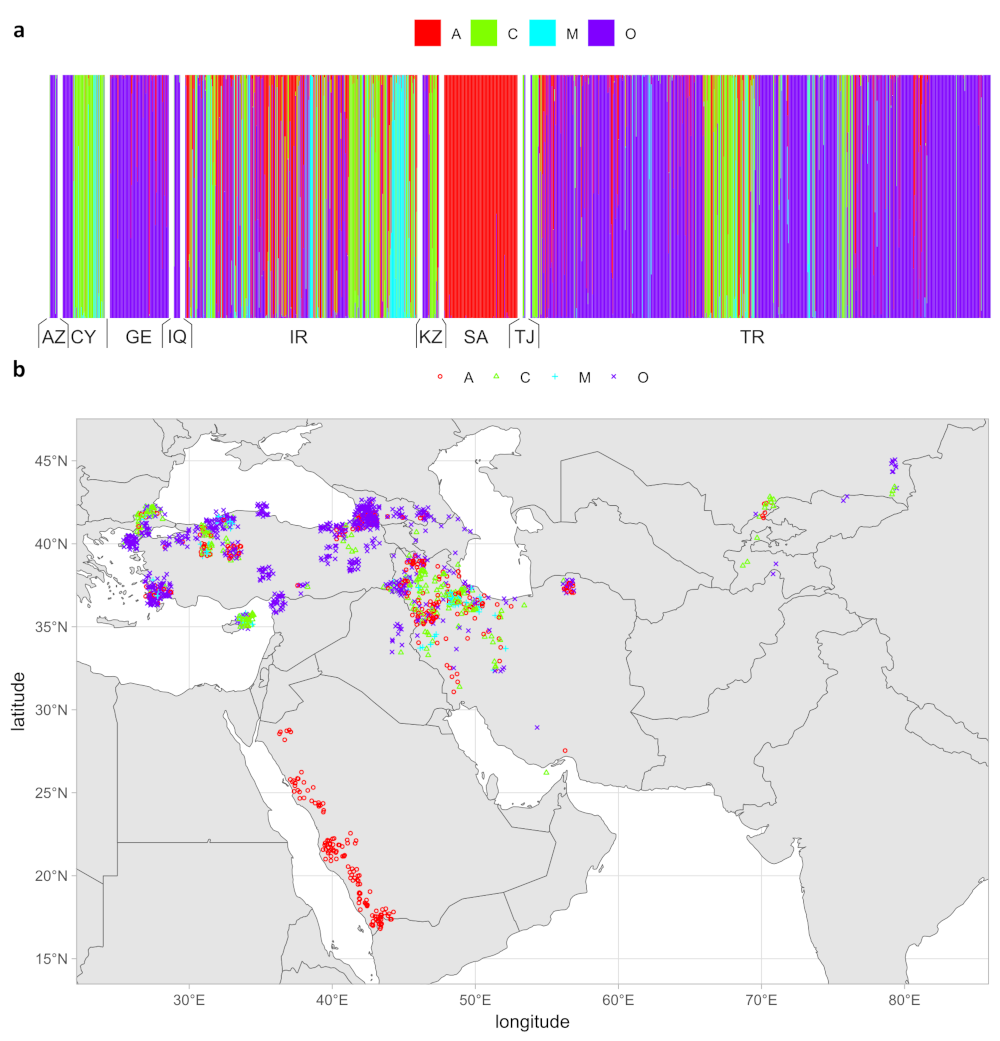 a
A C M O
AZ CY GE IQ IR KZ SA TJ TR
b
A C M O
45°N
40°N
35°N
30°N
25°N
20°N
15°N
latitude
30°E 40°E 50°E 60°E 70°E 80°E
longitude